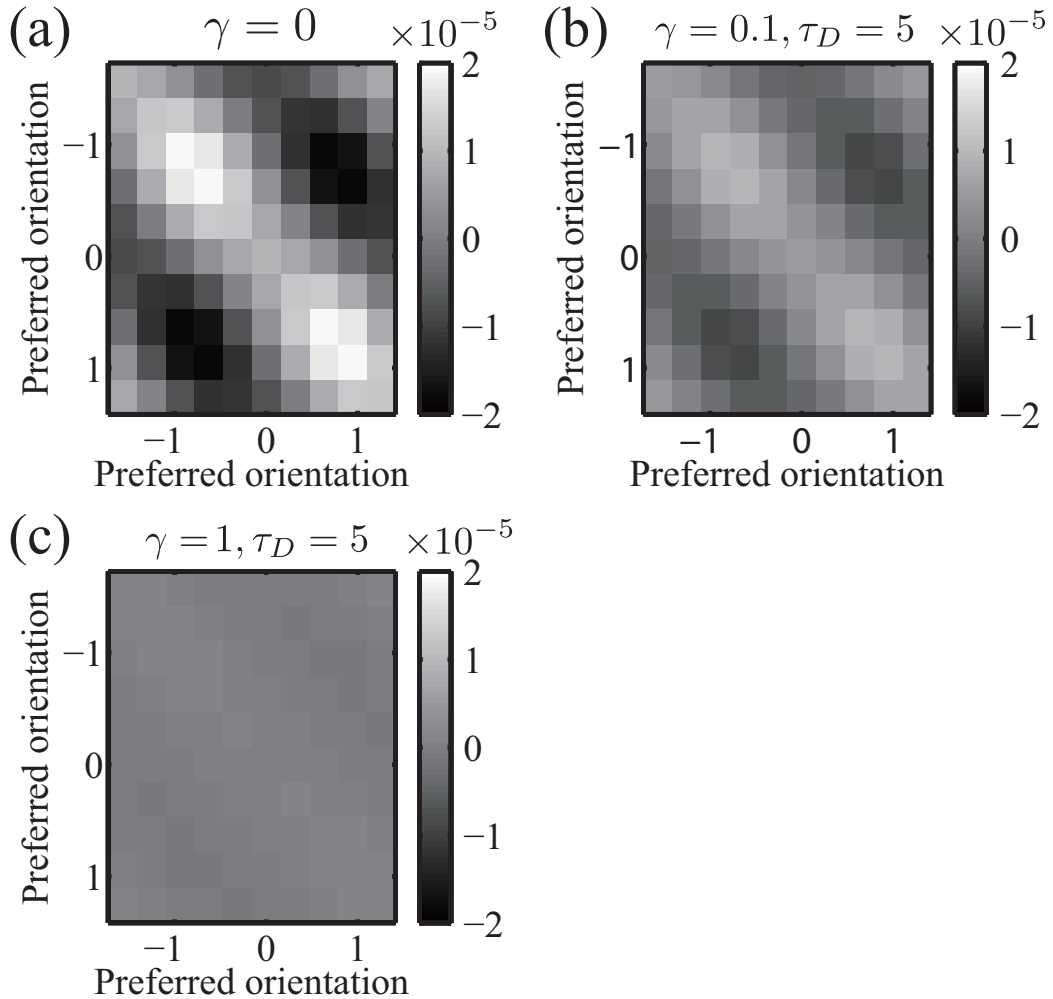 (a) γ = 0 ×10⁻⁵
2
1
0
−1
−2
−1
0
1
Preferred orientation
−1 0 1
Preferred orientation
(b) γ = 0.1, τ_D = 5 ×10⁻⁵
2
1
0
−1
−2
−1
0
1
Preferred orientation
−1 0 1
Preferred orientation
(c) γ = 1, τ_D = 5 ×10⁻⁵
2
1
0
−1
−2
−1
0
1
Preferred orientation
−1 0 1
Preferred orientation